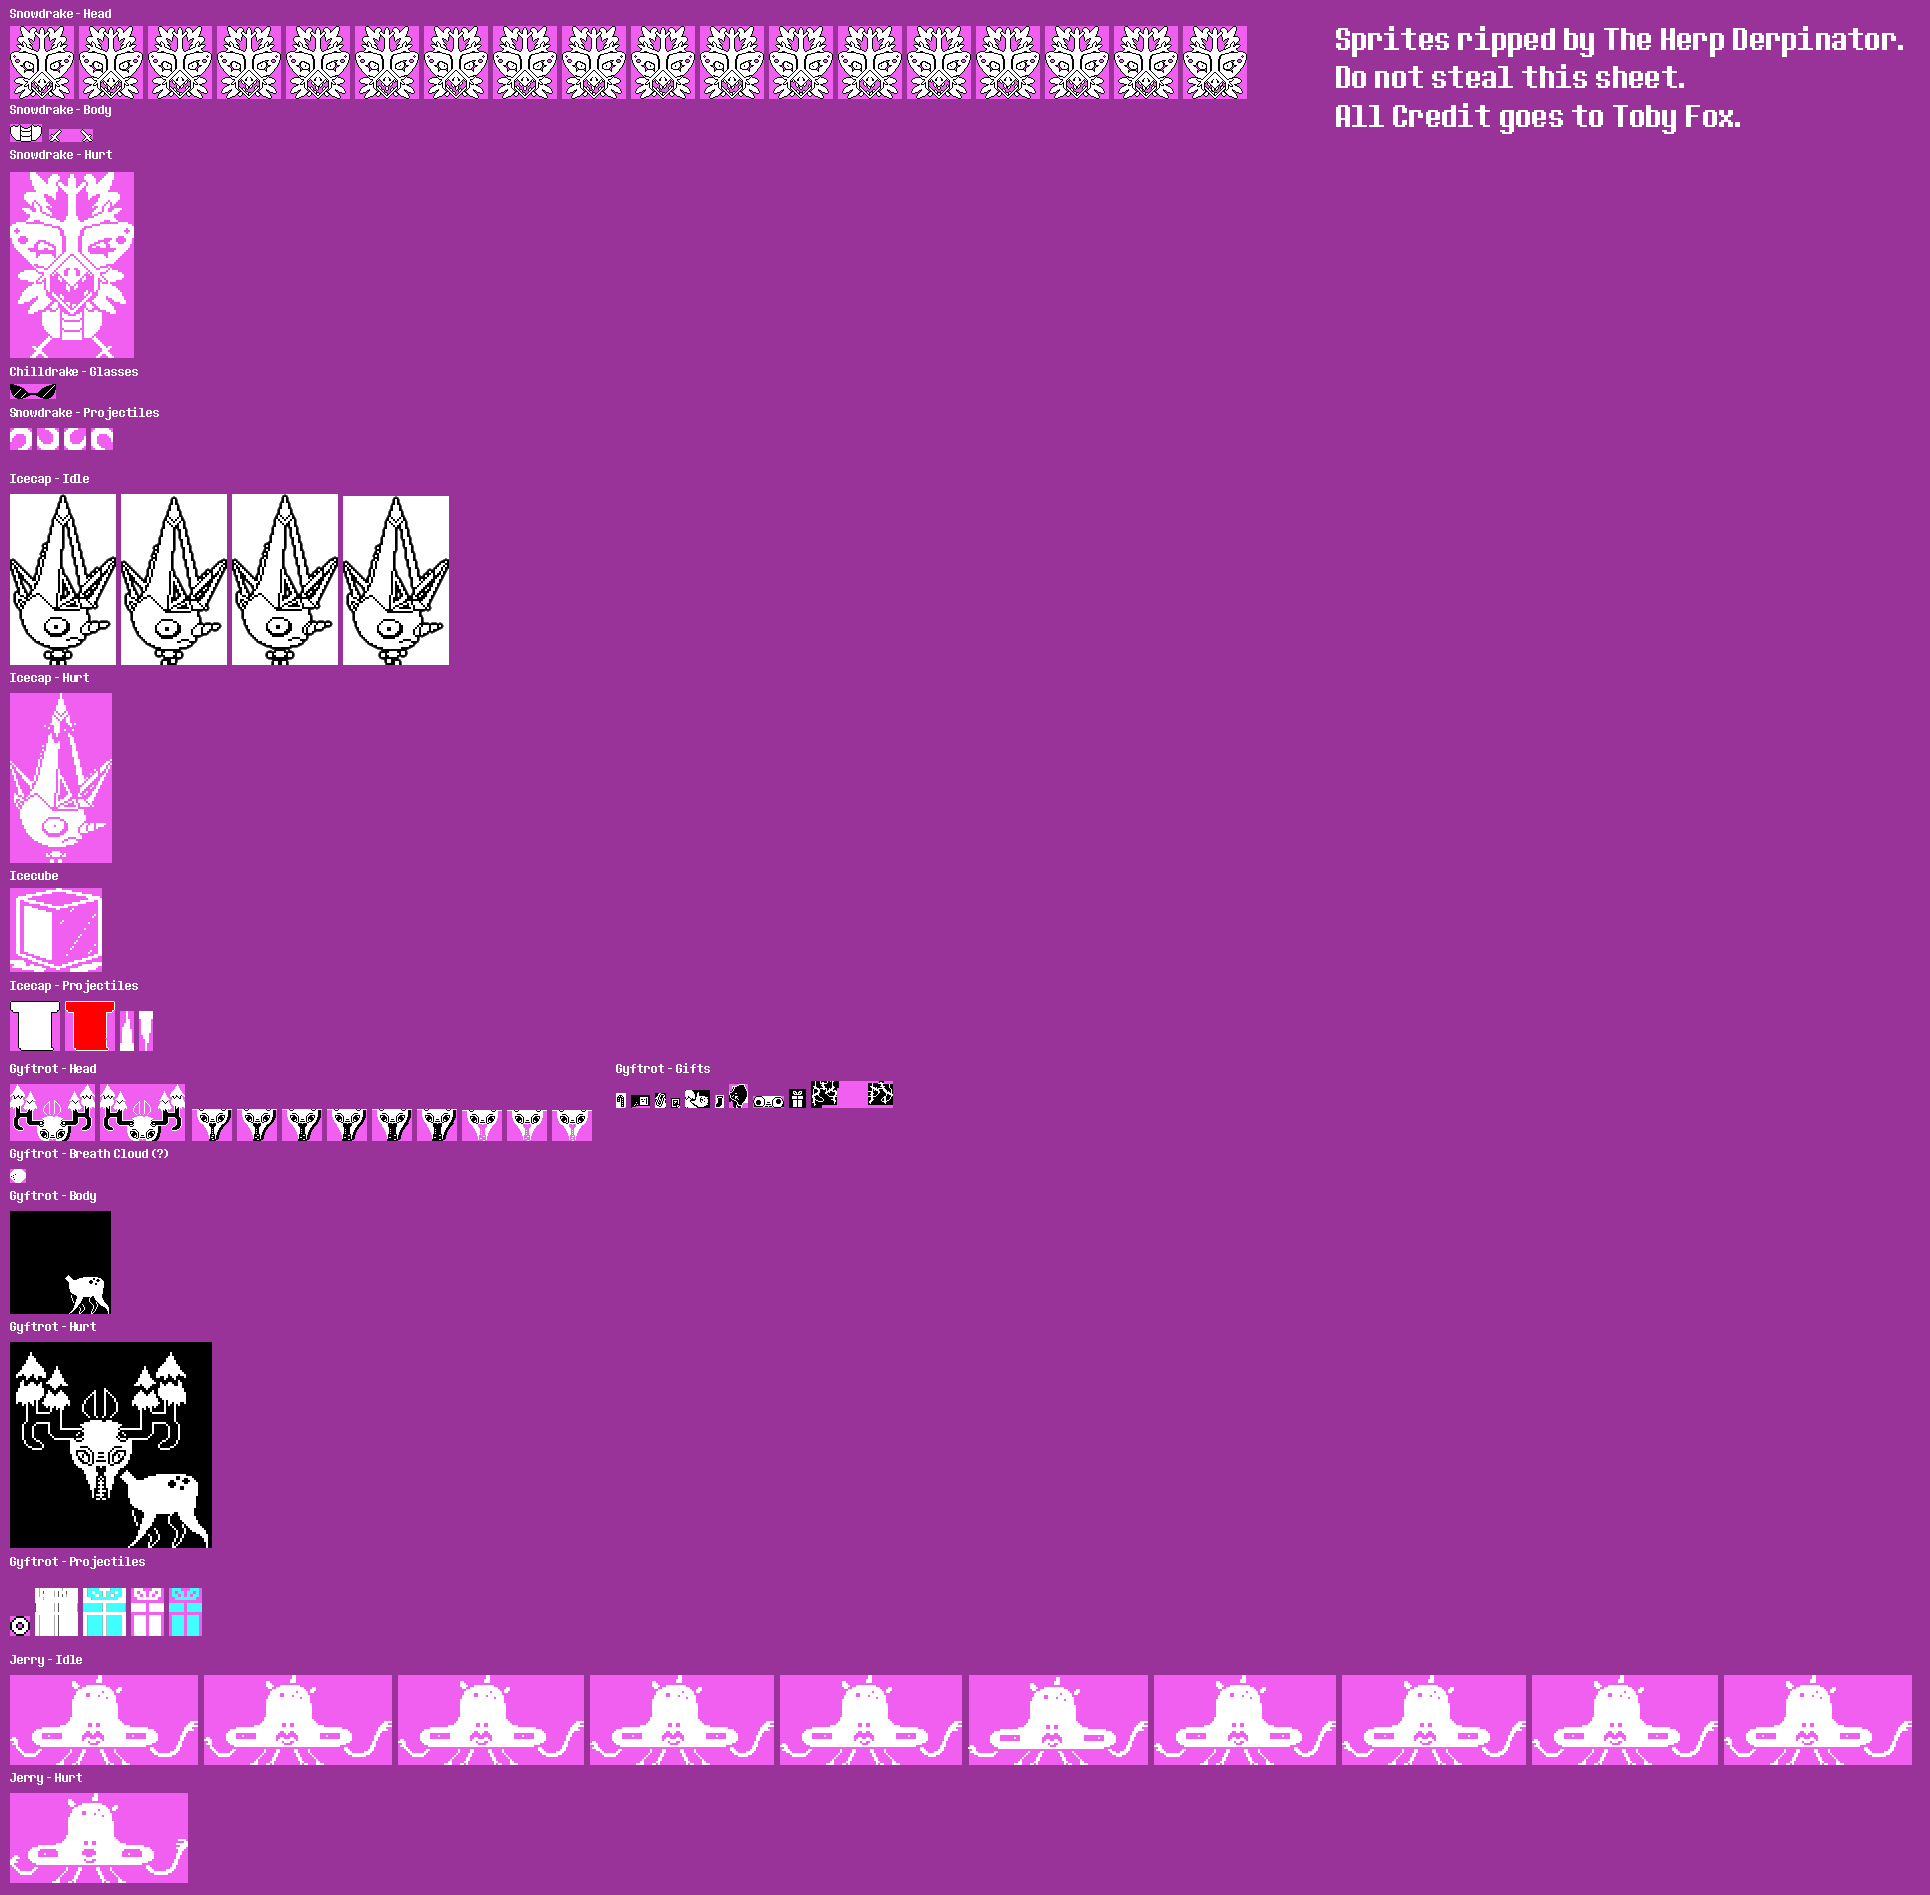 Snowdrake - Head
Sprites ripped by The Herp Derpinator.
Do not steal this sheet.
All Credit goes to Toby Fox.
Snowdrake - Body
Snowdrake - Hurt
Chilldrake - Glasses
Snowdrake - Projectiles
Icecap - Idle
Icecap - Hurt
Icecube
Icecap - Projectiles
Gyftrot - Head
Gyftrot - Gifts
Gyftrot - Breath Cloud (?)
Gyftrot - Body
Gyftrot - Hurt
Gyftrot - Projectiles
Jerry - Idle
Jerry - Hurt